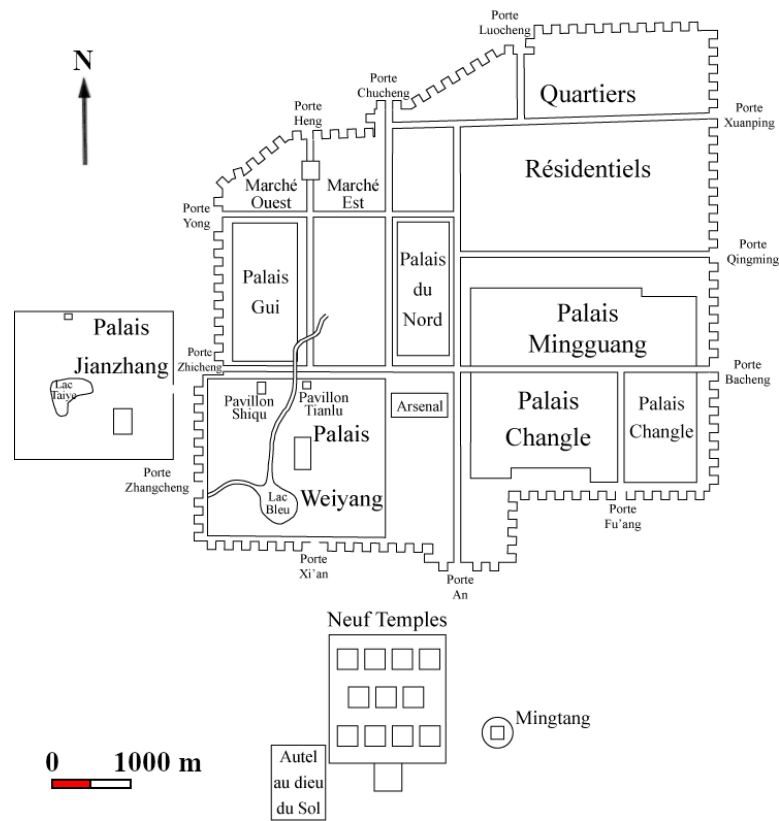 Porte
Luocheng
N
Porte
Chucheng
Quartiers
Porte
Heng
Porte
Xuanping
Résidentiels
Marché
Ouest
Marché
Est
Porte
Yong
Porte
Qingming
Palais
Gui
Palais
du
Nord
Palais
Mingguang
Palais
Jianzhang
Lac
Taiye
Porte
Zhicheng
Porte
Bacheng
Pavillon
Shiqu
Pavillon
Tianlu
Arsenal
Palais
Changle
Palais
Changle
Palais
Weiyang
Porte
Zhangcheng
Lac
Bleu
Porte
Fu'ang
Porte
Xi'an
Porte
An
Neuf Temples
Mingtang
Autel
au dieu
du Sol
0 1000 m